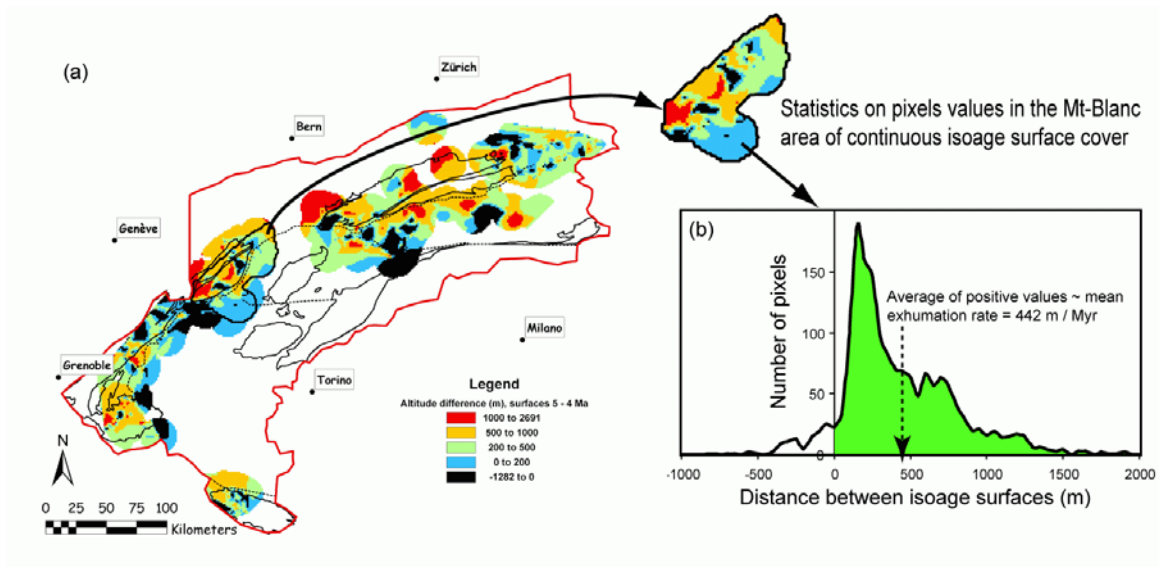 (a)
Zürich
Bern
Genève
Grenoble
Torino
Milano
N
0 25 50 75 100
Kilometers
Legend
Altitude difference (m), surfaces 5 - 4 Ma
1000 to 2691
500 to 1000
200 to 500
0 to 200
-1282 to 0
Statistics on pixels values in the Mt-Blanc
area of continuous isoage surface cover
(b)
Average of positive values ~ mean
exhumation rate = 442 m / Myr
Number of pixels
150
100
50
0
-1000 -500 0 500 1000 1500 2000
Distance between isoage surfaces (m)